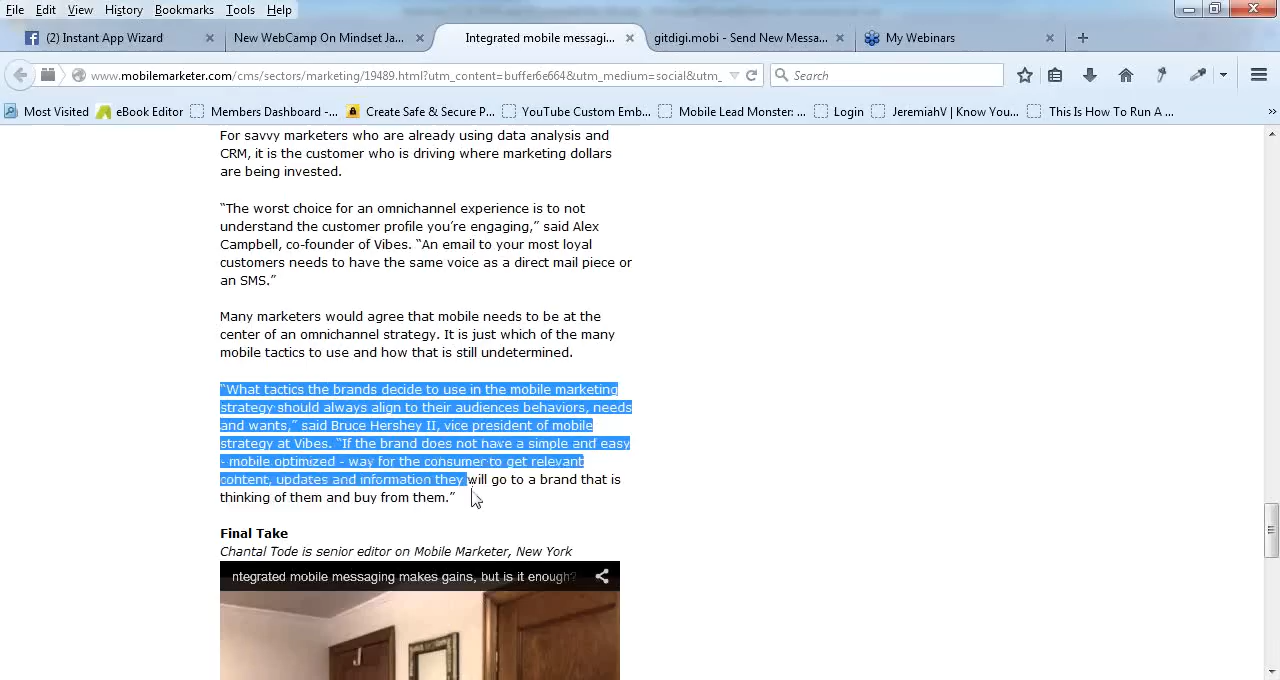 File Edit View History Bookmarks Tools Help
(2) Instant App Wizard
New WebCamp On Mindset Ja...
Integrated mobile messagi...
gitdigi.mobi - Send New Messa...
My Webinars
www.mobilemarketer.com/cms/sectors/marketing/19489.html?utm_content=buffer6e664&utm_medium=social&utm_
Search
Most Visited
eBook Editor
Members Dashboard -...
Create Safe & Secure P...
YouTube Custom Emb...
Mobile Lead Monster: ...
Login
JeremiahV | Know You...
This Is How To Run A ...
For savvy marketers who are already using data analysis and
CRM, it is the customer who is driving where marketing dollars
are being invested.
“The worst choice for an omnichannel experience is to not
understand the customer profile you’re engaging,” said Alex
Campbell, co-founder of Vibes. “An email to your most loyal
customers needs to have the same voice as a direct mail piece or
an SMS.”
Many marketers would agree that mobile needs to be at the
center of an omnichannel strategy. It is just which of the many
mobile tactics to use and how that is still undetermined.
“What tactics the brands decide to use in the mobile marketing
strategy should always align to their audiences behaviors, needs
and wants,” said Bruce Hershey II, vice president of mobile
strategy at Vibes. “If the brand does not have a simple and easy
- mobile optimized - way for the consumer to get relevant
content, updates and information they will go to a brand that is
thinking of them and buy from them.”
Final Take
Chantal Tode is senior editor on Mobile Marketer, New York
ntegrated mobile messaging makes gains, but is it enough?